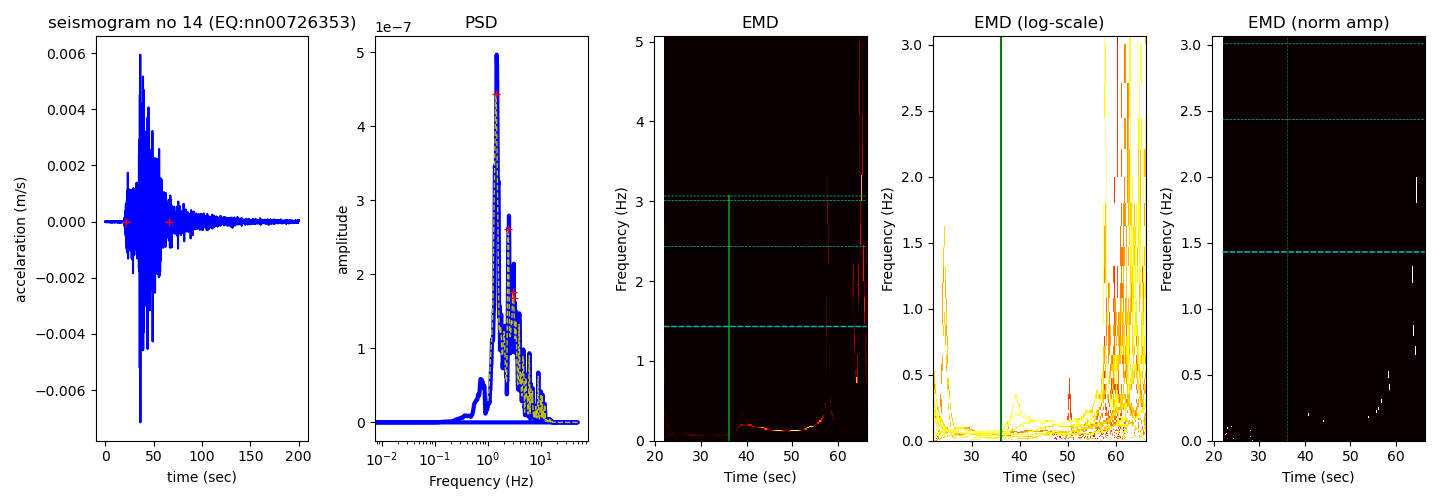 seismogram no 14 (EQ:nn00726353)
accelaration (m/s)
0.006
0.004
0.002
0.000
−0.002
−0.004
−0.006
0 50 100 150 200
time (sec)
PSD
1e−7
amplitude
5
4
3
2
1
0
10⁻² 10⁻¹ 10⁰ 10¹
Frequency (Hz)
EMD
Frequency (Hz)
5
4
3
2
1
0
20 30 40 50 60
Time (sec)
EMD (log-scale)
Frequency (Hz)
3.0
2.5
2.0
1.5
1.0
0.5
0.0
30 40 50 60
Time (sec)
EMD (norm amp)
Frequency (Hz)
3.0
2.5
2.0
1.5
1.0
0.5
0.0
20 30 40 50 60
Time (sec)